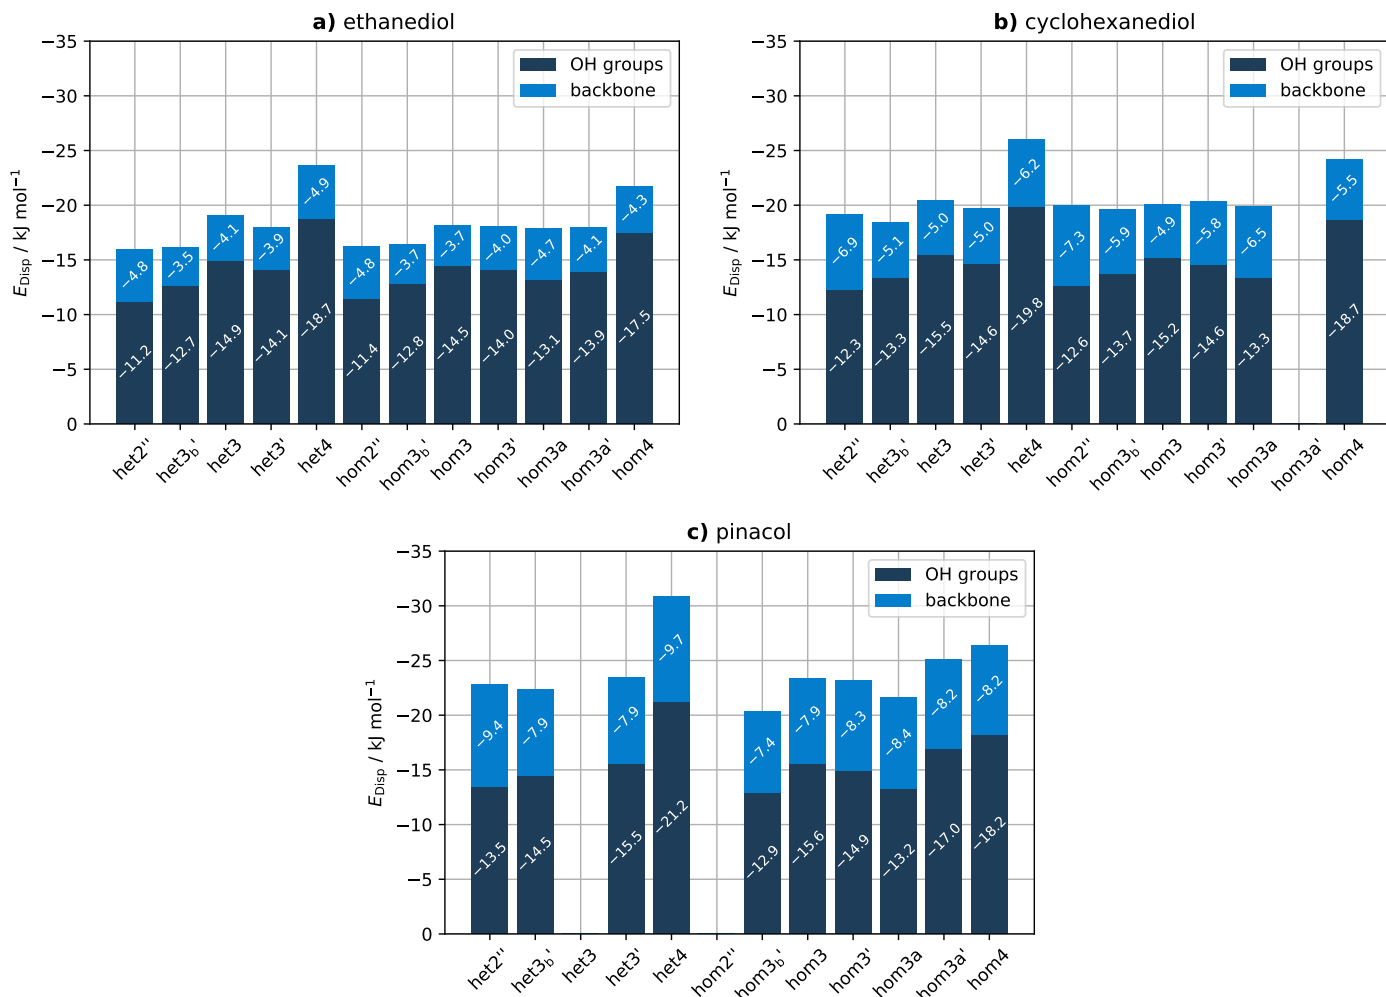 a) ethanediol
−35
−30
−25
−20
−15
−10
−5
0
E_Disp / kJ mol⁻¹
OH groups
backbone
−4.8
−3.5
−4.1
−3.9
−4.9
−4.8
−3.7
−3.7
−4.0
−4.7
−4.1
−4.3
−11.2
−12.7
−14.9
−14.1
−18.7
−11.4
−12.8
−14.5
−14.0
−13.1
−13.9
−17.5
het2''
het3_b'
het3
het3'
het4
hom2''
hom3_b'
hom3
hom3'
hom3a
hom3a'
hom4
b) cyclohexanediol
−35
−30
−25
−20
−15
−10
−5
0
E_Disp / kJ mol⁻¹
OH groups
backbone
−6.9
−5.1
−5.0
−5.0
−6.2
−7.3
−5.9
−4.9
−5.8
−6.5
−5.5
−12.3
−13.3
−15.5
−14.6
−19.8
−12.6
−13.7
−15.2
−14.6
−13.3
−18.7
het2''
het3_b'
het3
het3'
het4
hom2''
hom3_b'
hom3
hom3'
hom3a
hom3a'
hom4
c) pinacol
−35
−30
−25
−20
−15
−10
−5
0
E_Disp / kJ mol⁻¹
OH groups
backbone
−9.4
−7.9
−7.9
−9.7
−7.4
−7.9
−8.3
−8.4
−8.2
−8.2
−13.5
−14.5
−15.5
−21.2
−12.9
−15.6
−14.9
−13.2
−17.0
−18.2
het2''
het3_b'
het3
het3'
het4
hom2''
hom3_b'
hom3
hom3'
hom3a
hom3a'
hom4